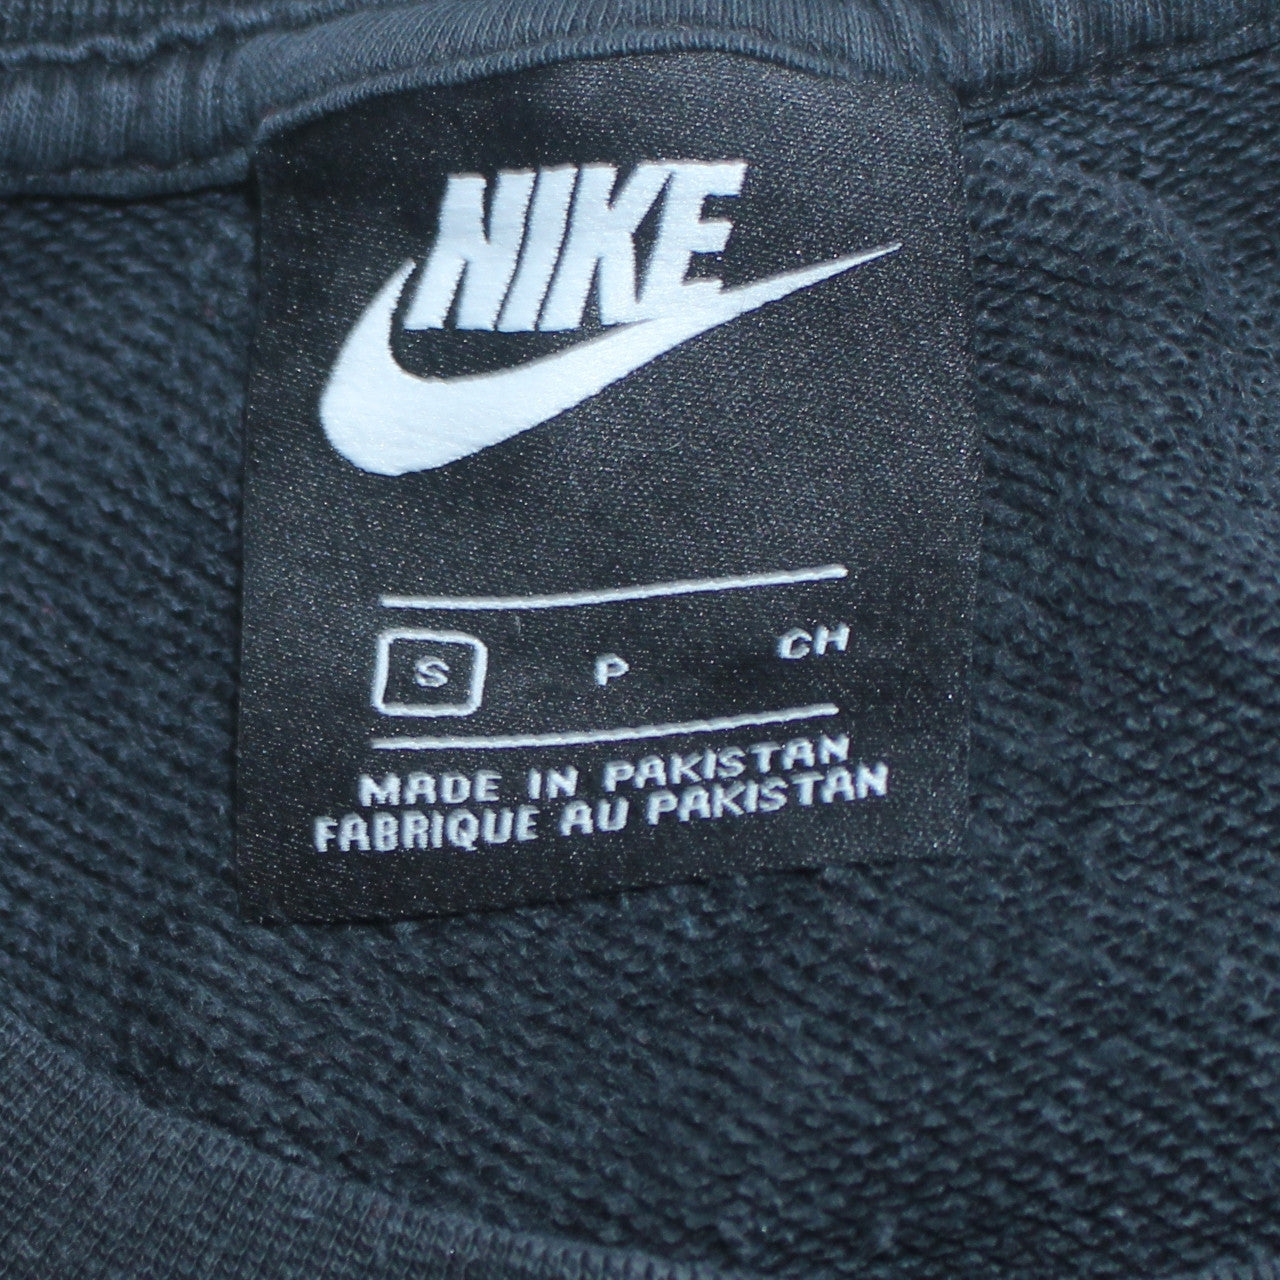 NIKE
S P CH
MADE IN PAKISTAN
FABRIQUE AU PAKISTAN